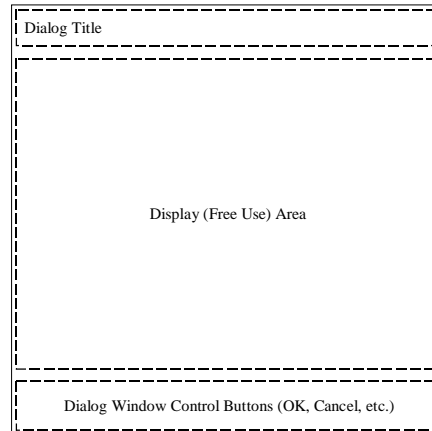 Dialog Title
Display (Free Use) Area
Dialog Window Control Buttons (OK, Cancel, etc.)